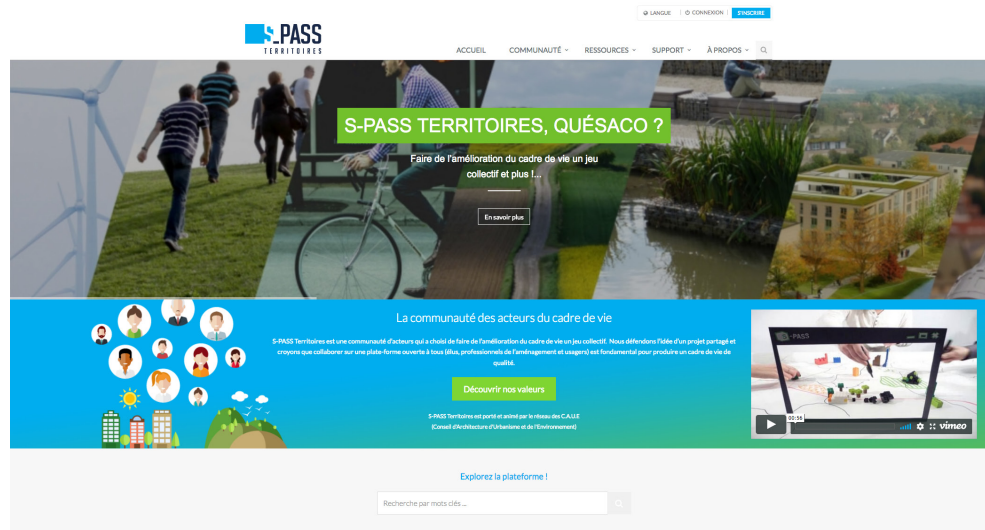 LANGUE CONNEXION S'INSCRIRE
S-PASS
TERRITOIRES
ACCUEIL COMMUNAUTÉ RESSOURCES SUPPORT À PROPOS
S-PASS TERRITOIRES, QUÉSACO ?
Faire de l'amélioration du cadre de vie un jeu
collectif et plus !...
En savoir plus
La communauté des acteurs du cadre de vie
S-PASS Territoires est une communauté d'acteurs qui a choisi de faire de l'amélioration du cadre de vie un jeu collectif. Nous défendons l'idée d'un projet partagé et
croyons que collaborer sur une plate-forme ouverte à tous (élus, professionnels de l'aménagement et usagers) est fondamental pour produire un cadre de vie de
qualité.
Découvrir nos valeurs
S-PASS Territoires est porté et animé par le réseau des C.A.U.E
(Conseil d'Architecture d'Urbanisme et de l'Environnement)
S-PASS
00:56
vimeo
Explorez la plateforme !
Recherche par mots clés ...